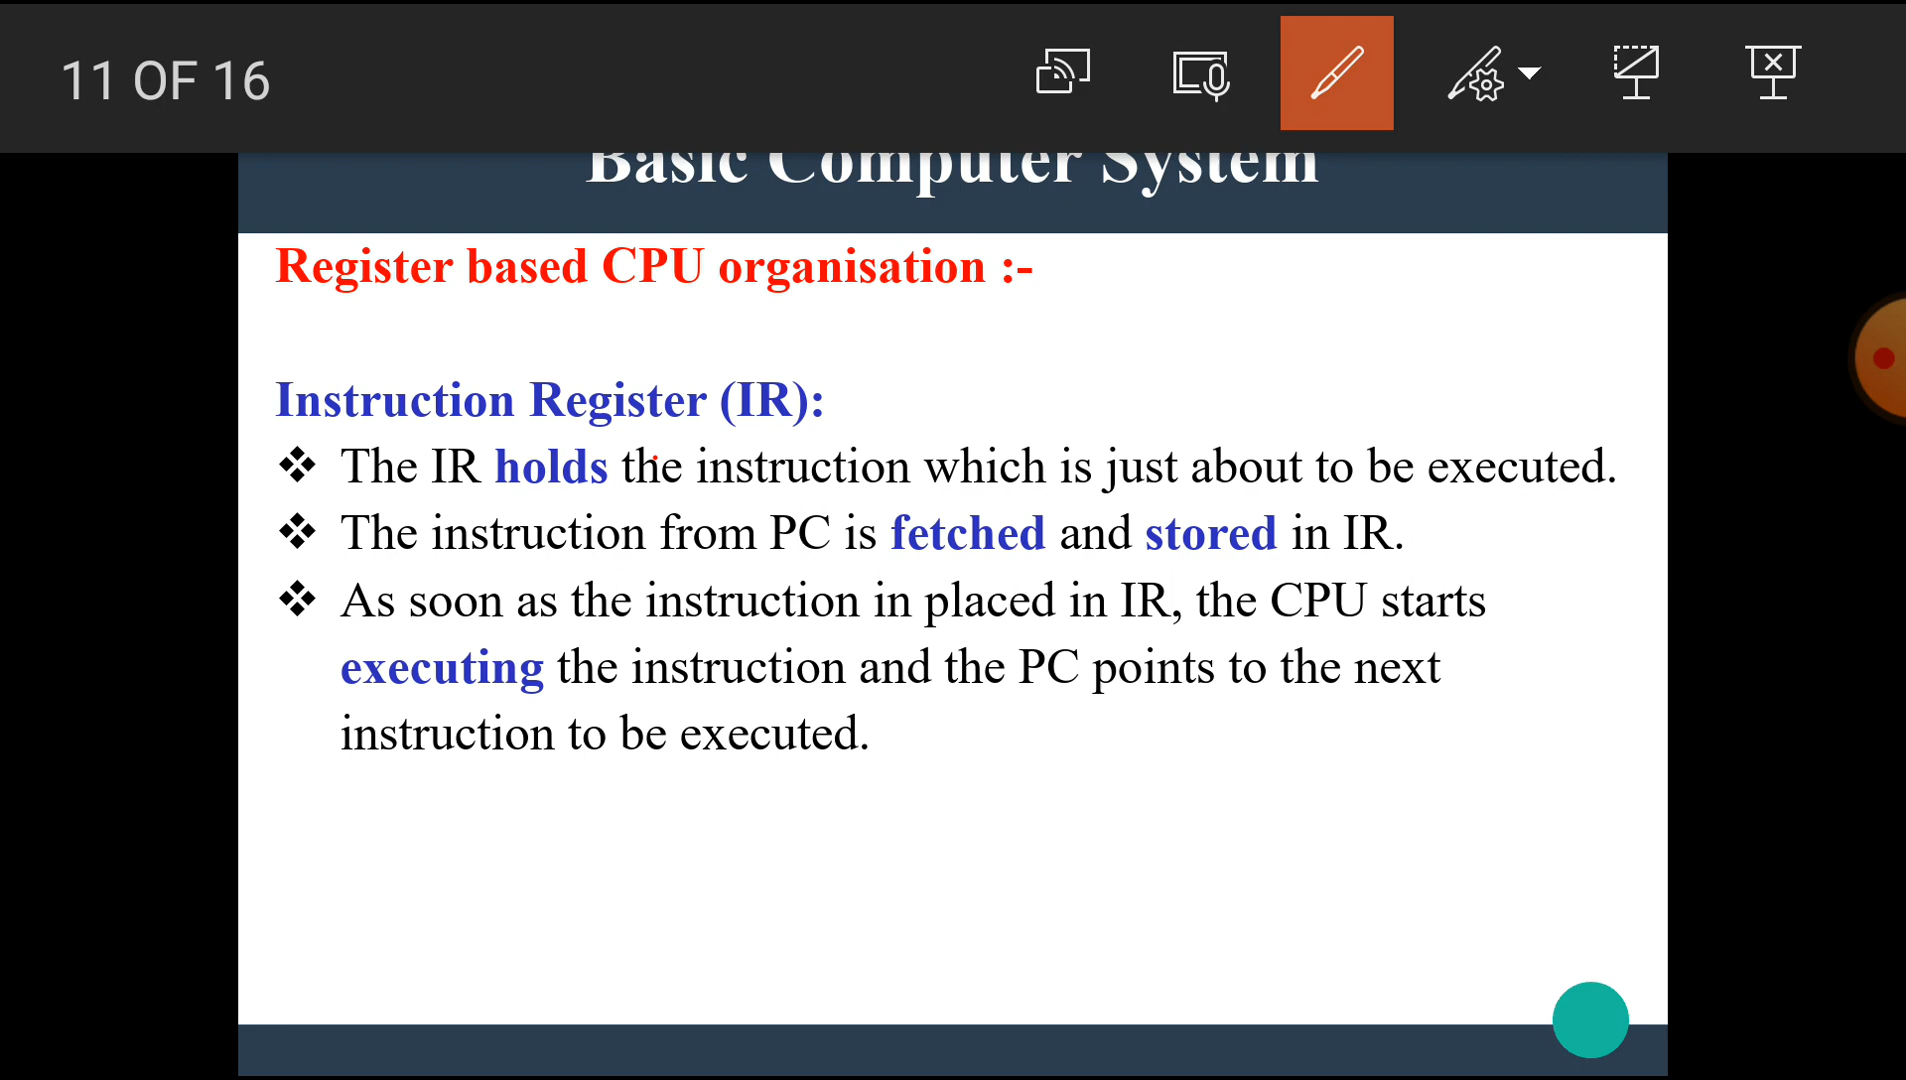 11 OF 16
Basic Computer System
Register based CPU organisation :-
Instruction Register (IR):
❖ The IR holds the instruction which is just about to be executed.
❖ The instruction from PC is fetched and stored in IR.
❖ As soon as the instruction in placed in IR, the CPU starts
executing the instruction and the PC points to the next
instruction to be executed.